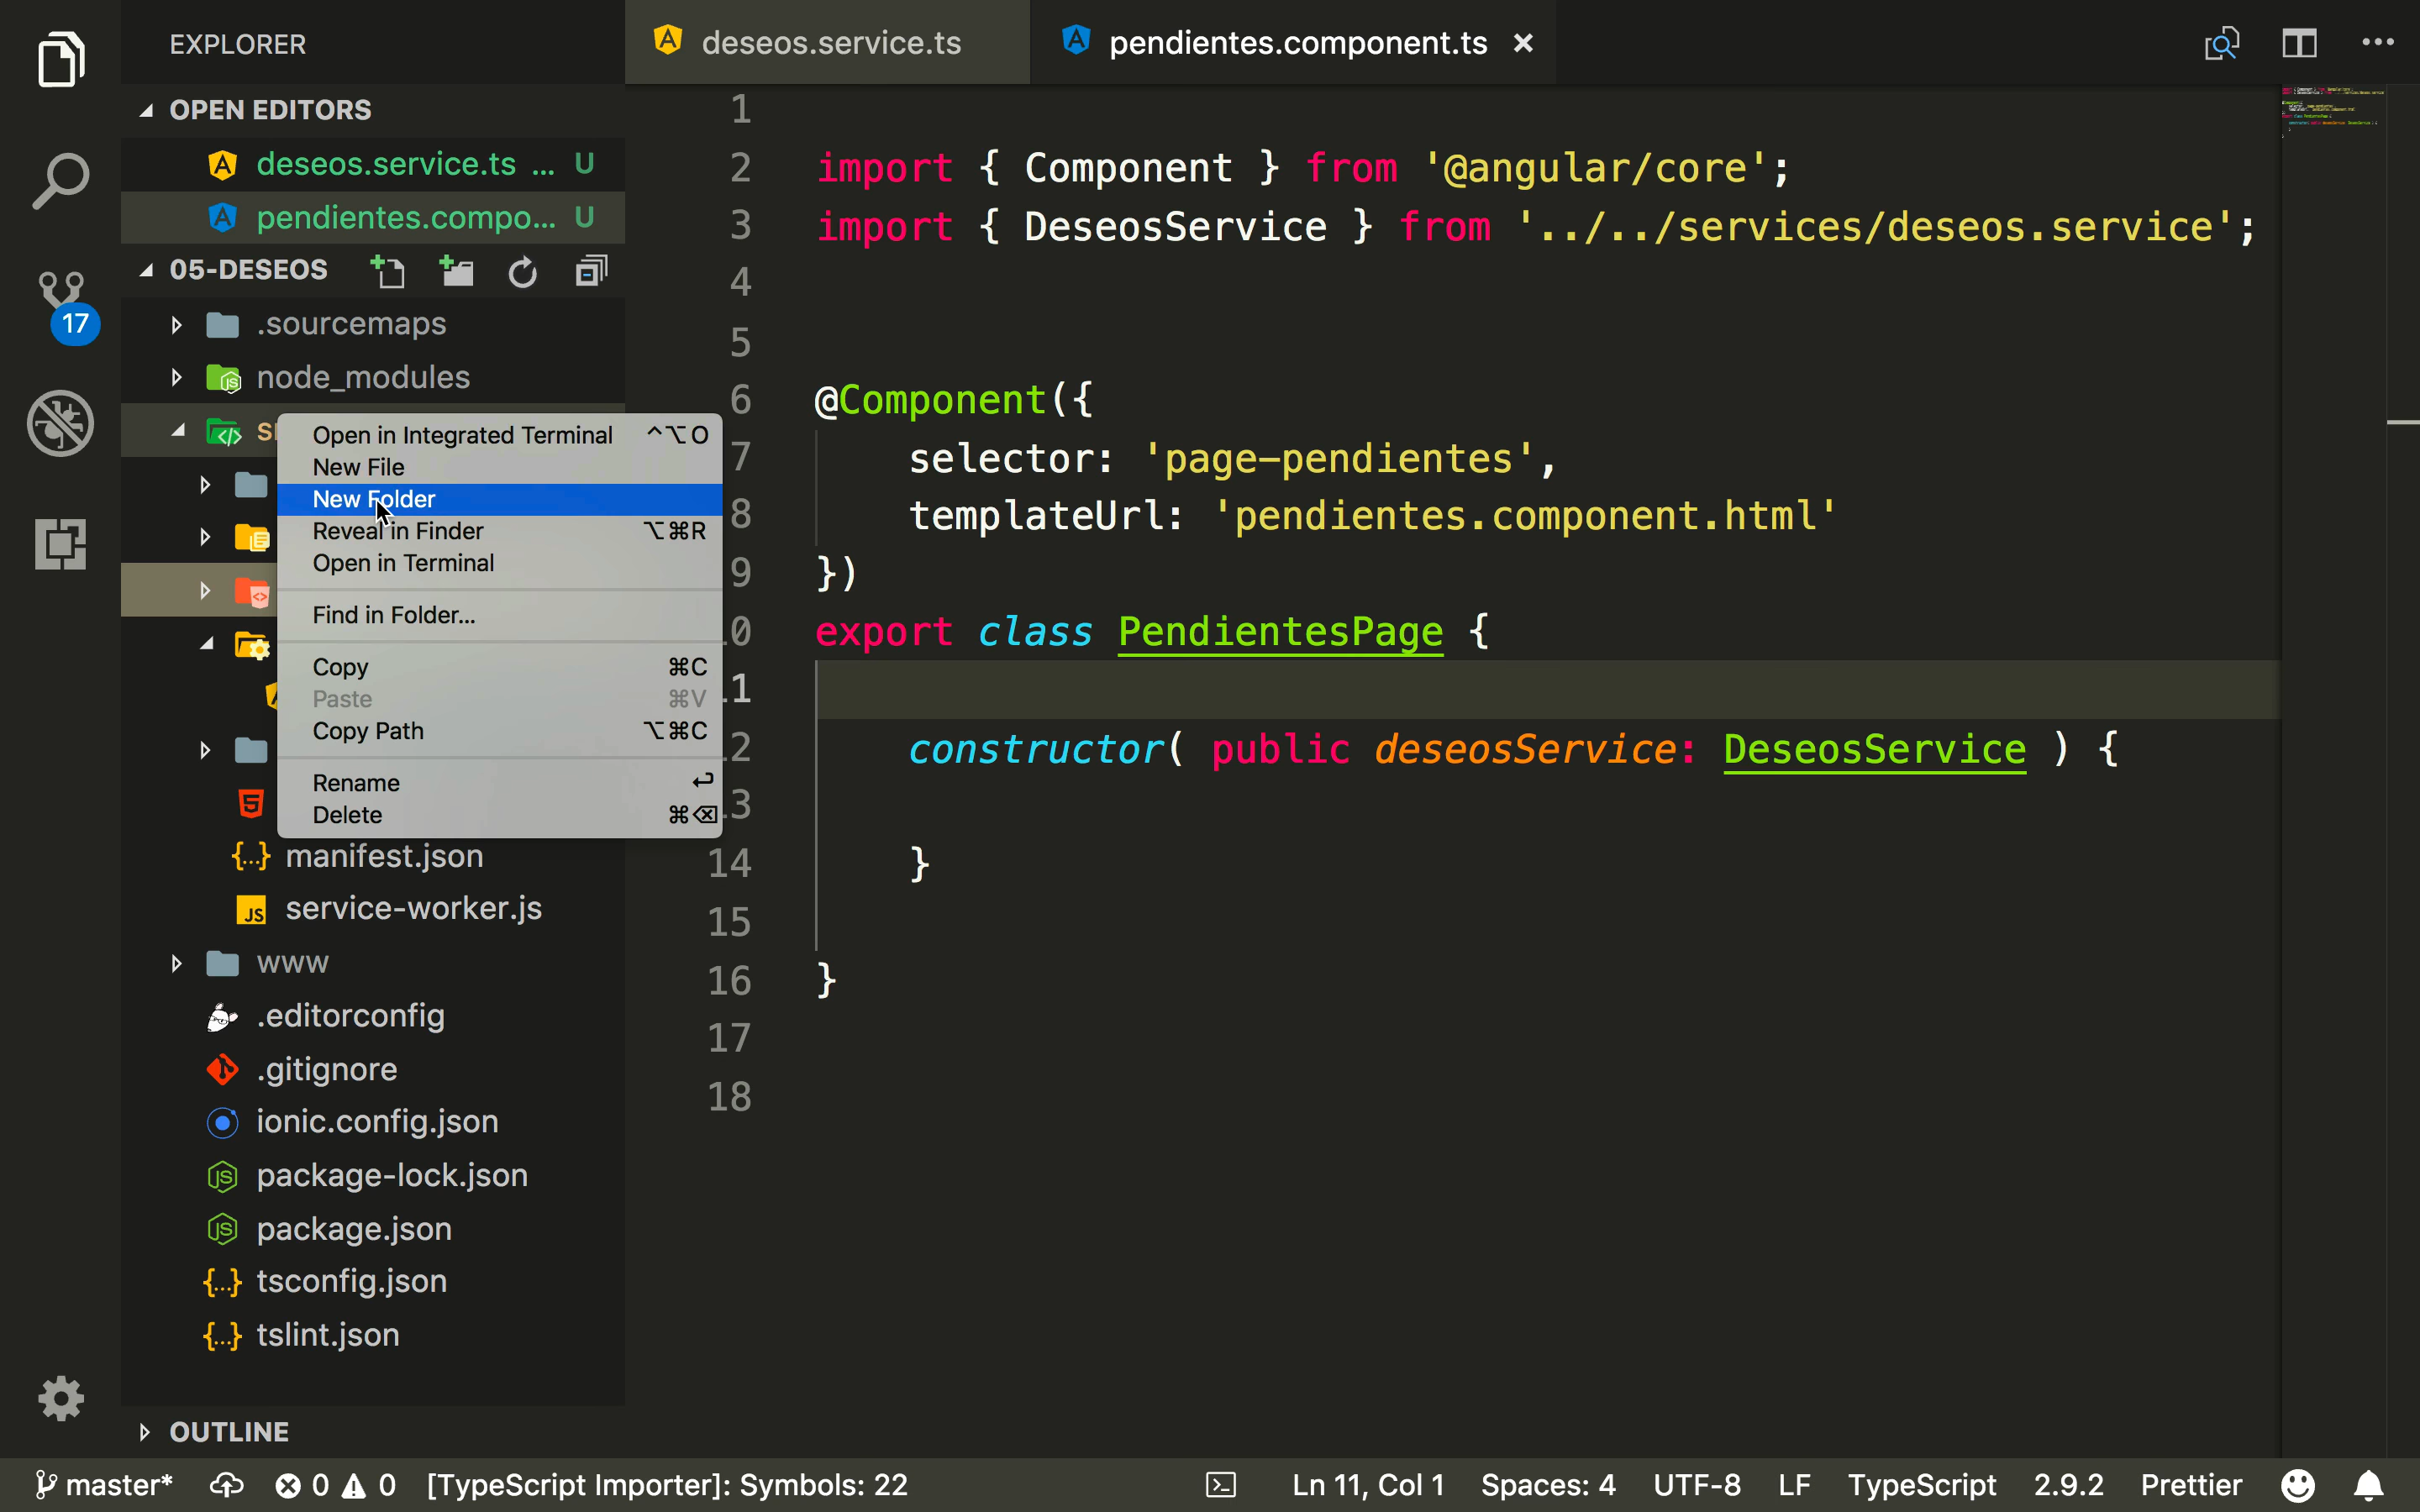 EXPLORER
OPEN EDITORS
deseos.service.ts ... U
pendientes.compo... U
05-DESEOS
.sourcemaps
node_modules
17
Open in Integrated Terminal ^⌥O
New File
New Folder
Reveal in Finder ⌥⌘R
Open in Terminal
Find in Folder...
Copy ⌘C
Paste ⌘V
Copy Path ⌥⌘C
Rename ↩
Delete ⌘⌫
manifest.json
service-worker.js
www
.editorconfig
.gitignore
ionic.config.json
package-lock.json
package.json
tsconfig.json
tslint.json
OUTLINE
deseos.service.ts
pendientes.component.ts ×
1
2 import { Component } from '@angular/core';
3 import { DeseosService } from '../../services/deseos.service';
4
5
6 @Component({
7 selector: 'page-pendientes',
8 templateUrl: 'pendientes.component.html'
9 })
0 export class PendientesPage {
1
2 constructor( public deseosService: DeseosService ) {
3
14 }
15
16 }
17
18
master* 0 0 [TypeScript Importer]: Symbols: 22 Ln 11, Col 1 Spaces: 4 UTF-8 LF TypeScript 2.9.2 Prettier